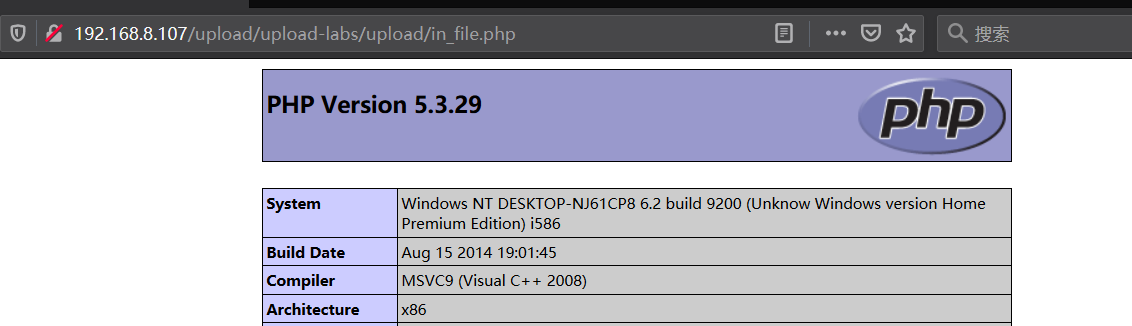 192.168.8.107/upload/upload-labs/upload/in_file.php
搜索
PHP Version 5.3.29
php
System
Windows NT DESKTOP-NJ61CP8 6.2 build 9200 (Unknow Windows version Home
Premium Edition) i586
Build Date
Aug 15 2014 19:01:45
Compiler
MSVC9 (Visual C++ 2008)
Architecture
x86